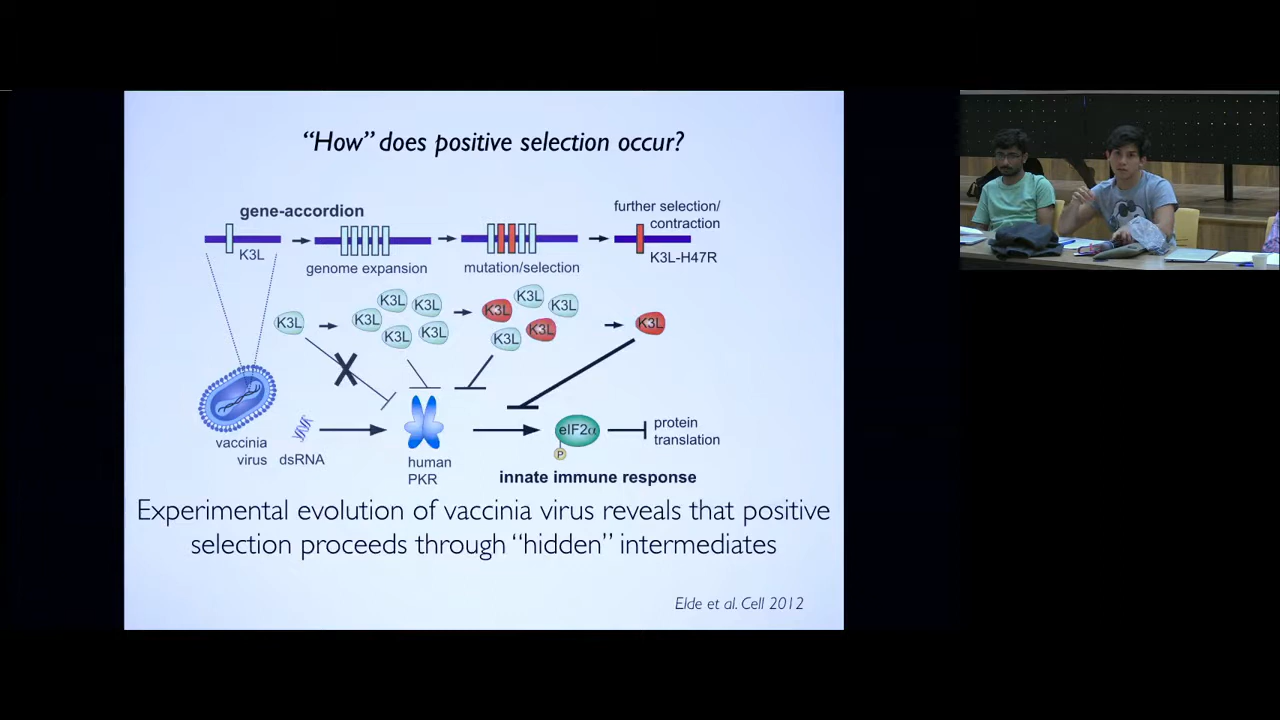 “How” does positive selection occur?
gene-accordion
further selection/
contraction
K3L
genome expansion
mutation/selection
K3L-H47R
K3L
K3L
K3L
K3L
K3L
K3L
K3L
K3L
K3L
K3L
K3L
K3L
eIF2α
P
protein
translation
vaccinia
virus
dsRNA
human
PKR
innate immune response
Experimental evolution of vaccinia virus reveals that positive
selection proceeds through “hidden” intermediates
Elde et al. Cell 2012